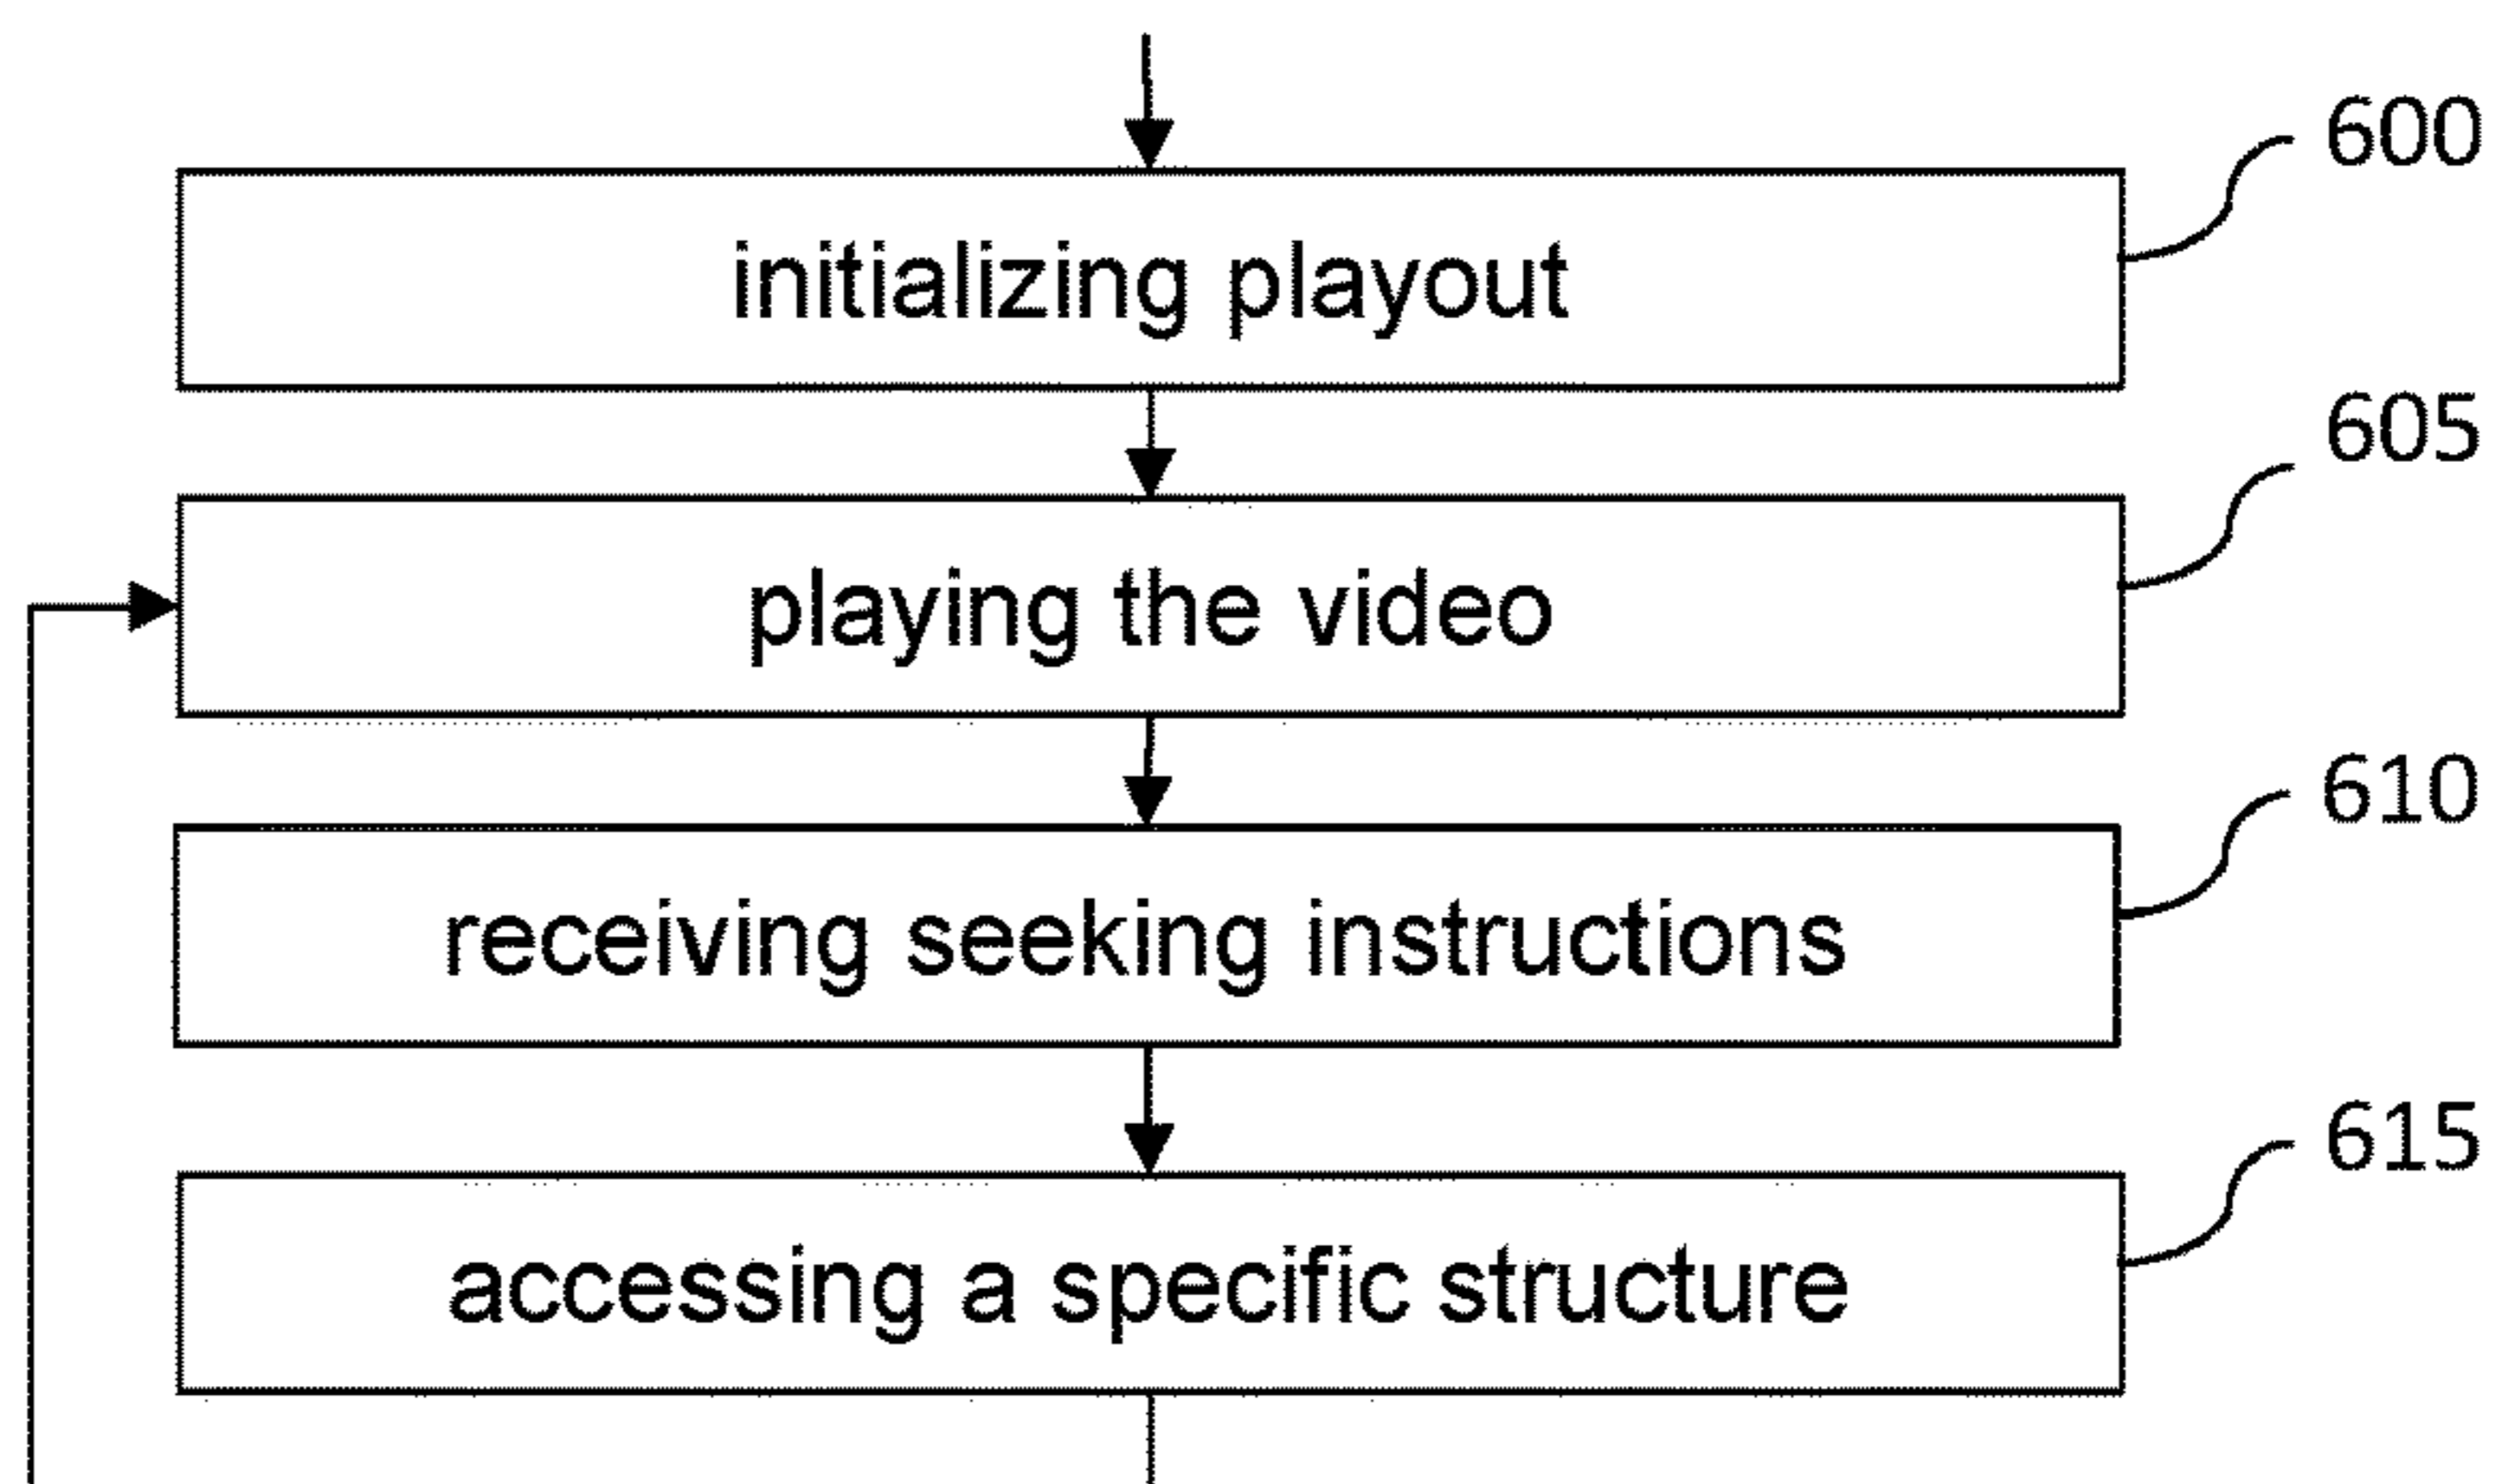 600
initializing playout
605
playing the video
610
receiving seeking instructions
615
accessing a specific structure